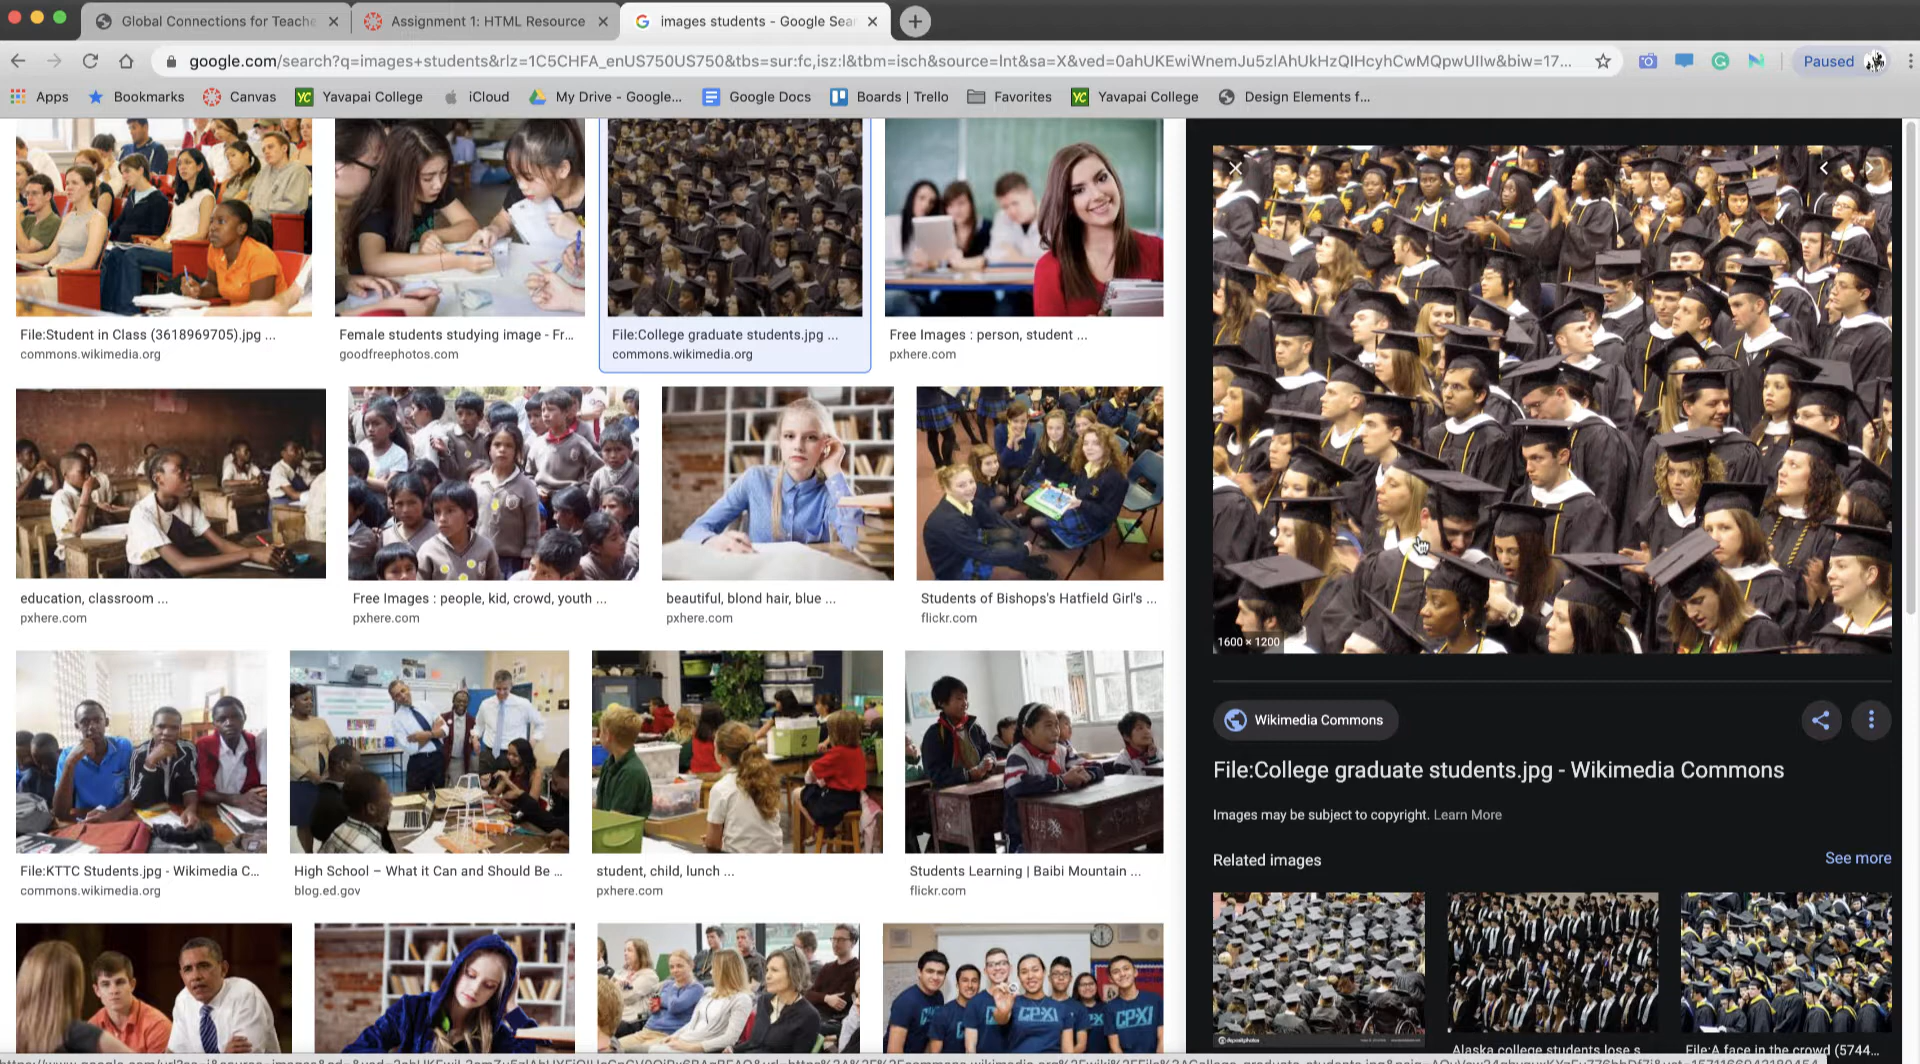 Global Connections for Teache
Assignment 1: HTML Resource
images students - Google Sear
google.com/search?q=images+students&rlz=1C5CHFA_enUS750US750&tbs=sur:fc,isz:l&tbm=isch&source=lnt&sa=X&ved=0ahUKEwiWnemJu5zlAhUkHzQIHcyhCwMQpwUIIw&biw=17...
Paused
Apps
Bookmarks
Canvas
YC Yavapai College
iCloud
My Drive - Google...
Google Docs
Boards | Trello
Favorites
YC Yavapai College
Design Elements f...
File:Student in Class (3618969705).jpg ...
commons.wikimedia.org
Female students studying image - Fr...
goodfreephotos.com
File:College graduate students.jpg ...
commons.wikimedia.org
Free Images : person, student ...
pxhere.com
education, classroom ...
pxhere.com
Free Images : people, kid, crowd, youth ...
pxhere.com
beautiful, blond hair, blue ...
pxhere.com
Students of Bishops's Hatfield Girl's ...
flickr.com
File:KTTC Students.jpg - Wikimedia C...
commons.wikimedia.org
High School – What it Can and Should Be ...
blog.ed.gov
2
student, child, lunch ...
pxhere.com
Students Learning | Baibi Mountain ...
flickr.com
CPXI
CPXI
1600 × 1200
Wikimedia Commons
File:College graduate students.jpg - Wikimedia Commons
Images may be subject to copyright. Learn More
Related images
See more
depositphotos
Alaska college students lose s
File:A face in the crowd (5744...